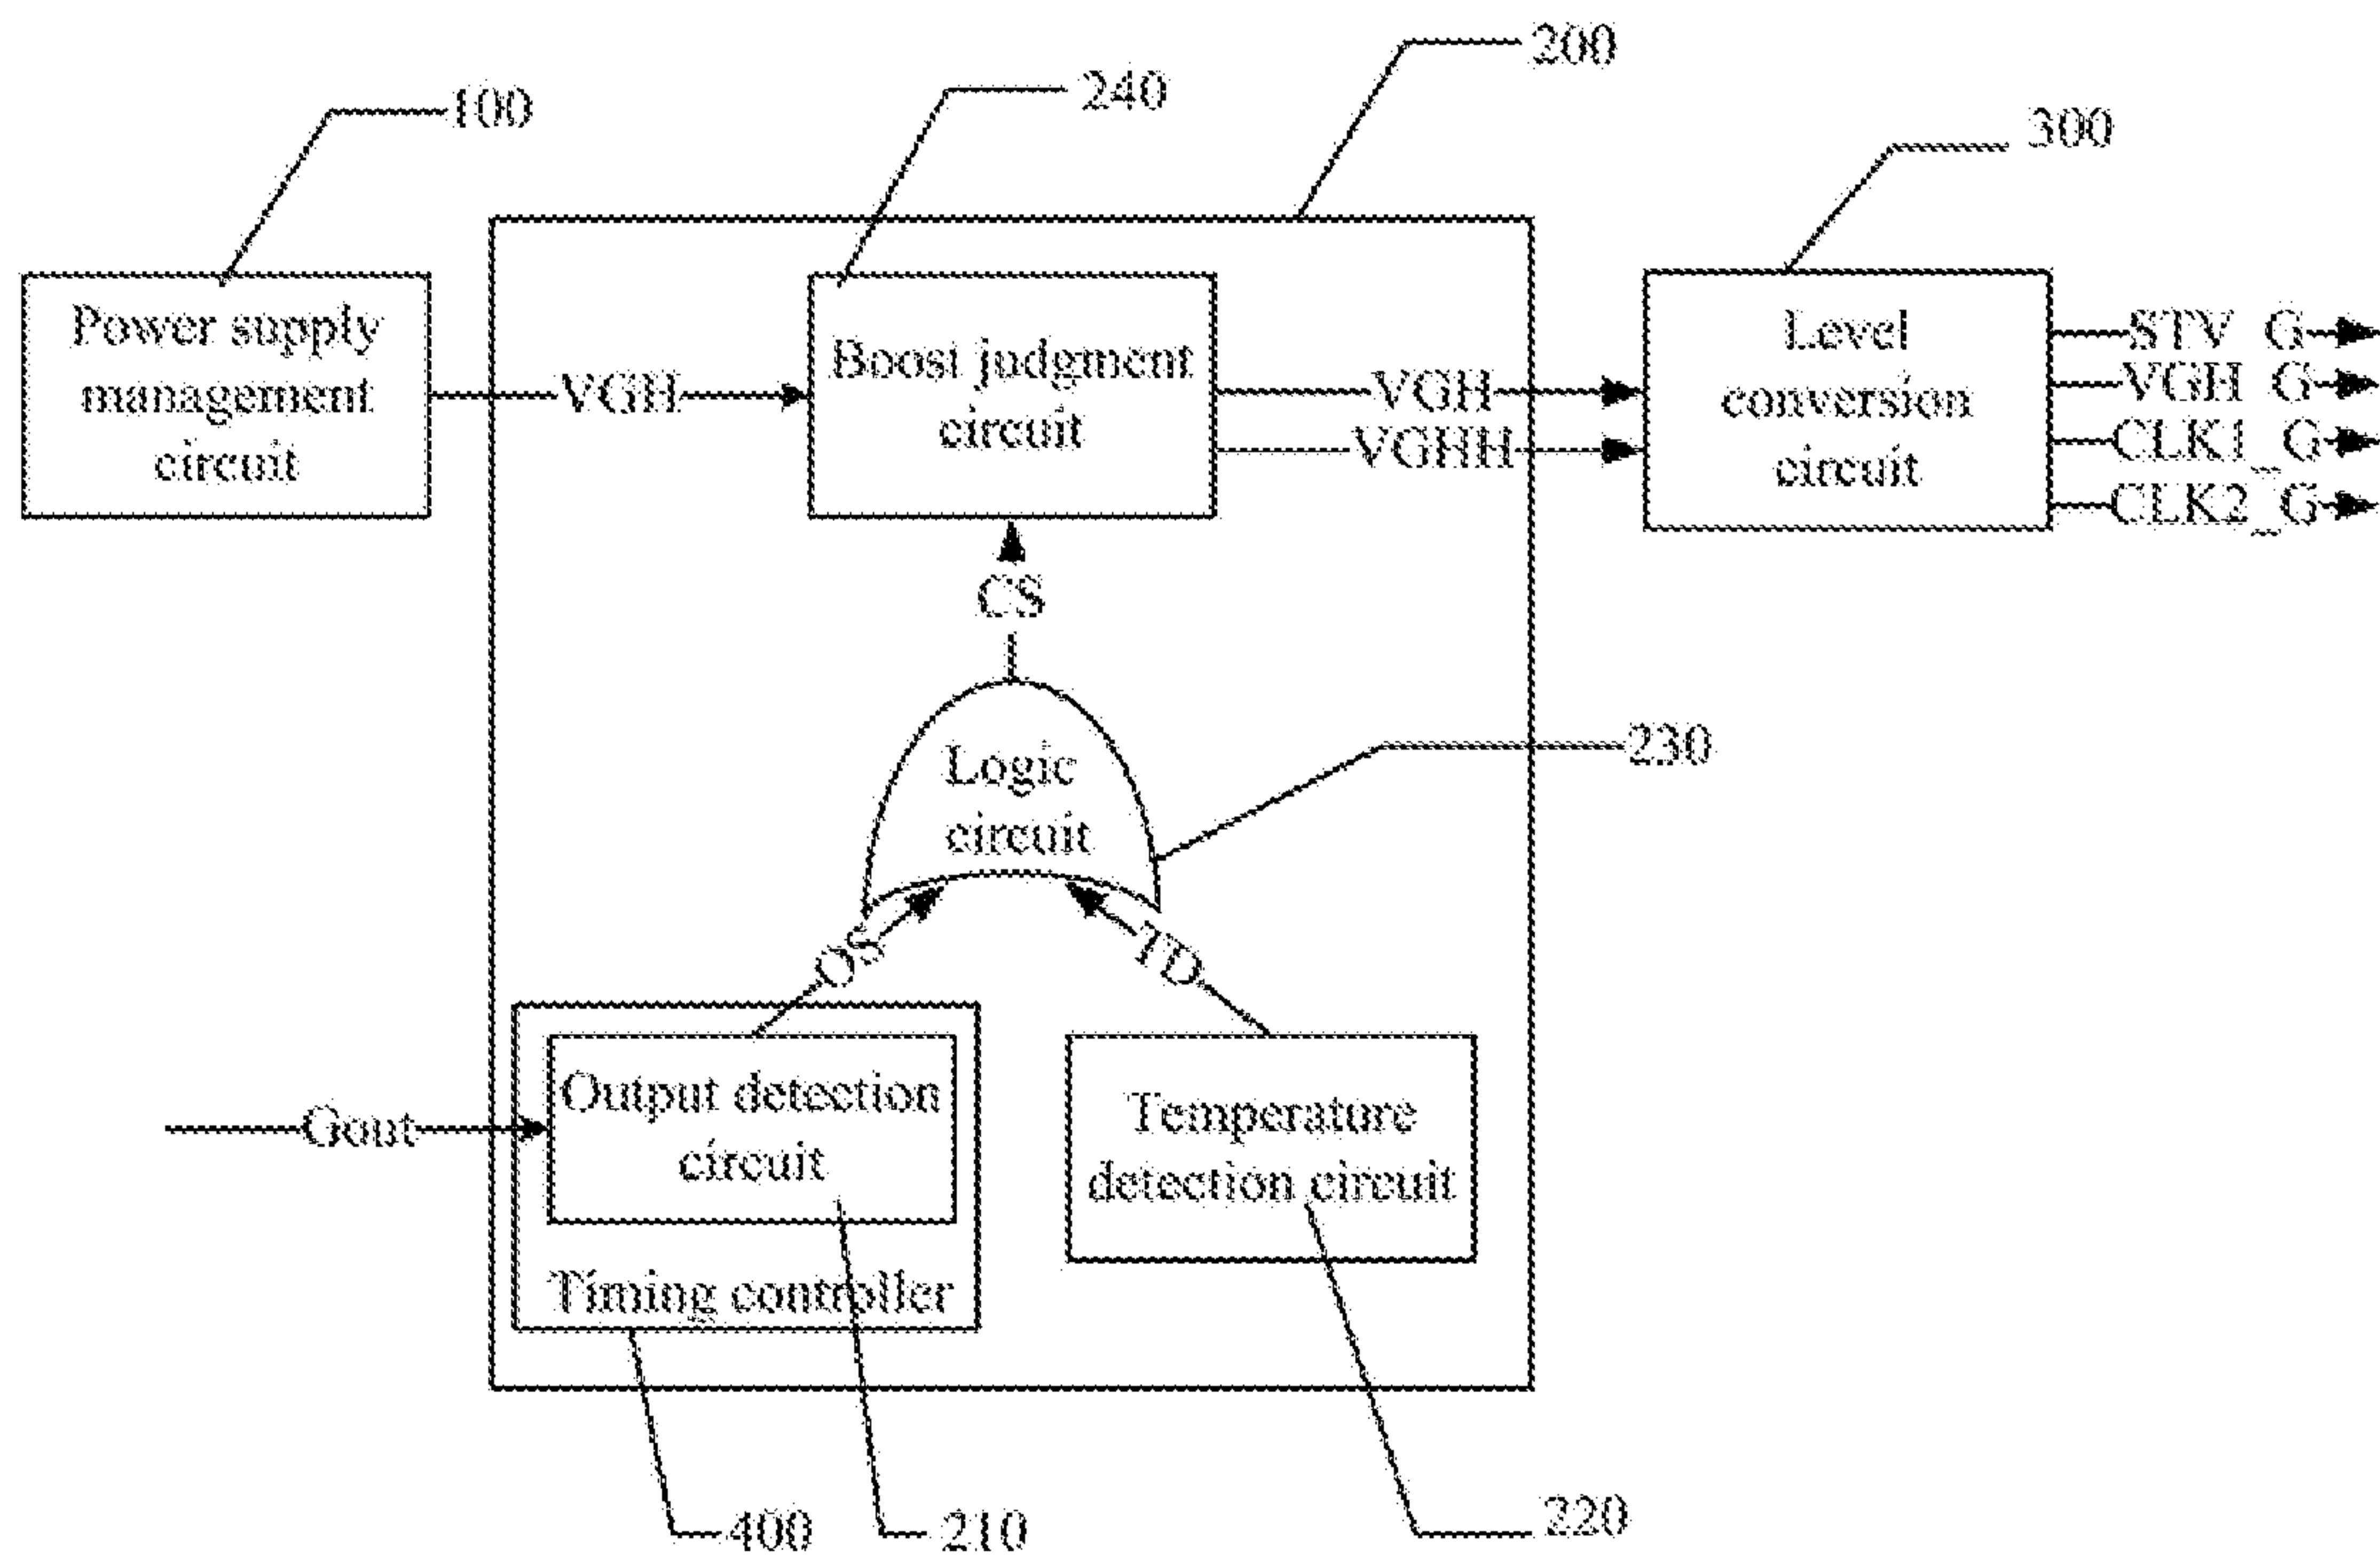 200
240
100
300
Power supply
management
circuit
VGH
Boost judgment
circuit
VGH
VGHH
Level
conversion
circuit
STV_G
VGH_G
CLK1_G
CLK2_G
CS
Logic
circuit
230
OS
TD
Gout
Output detection
circuit
Timing controller
Temperature
detection circuit
400
210
220